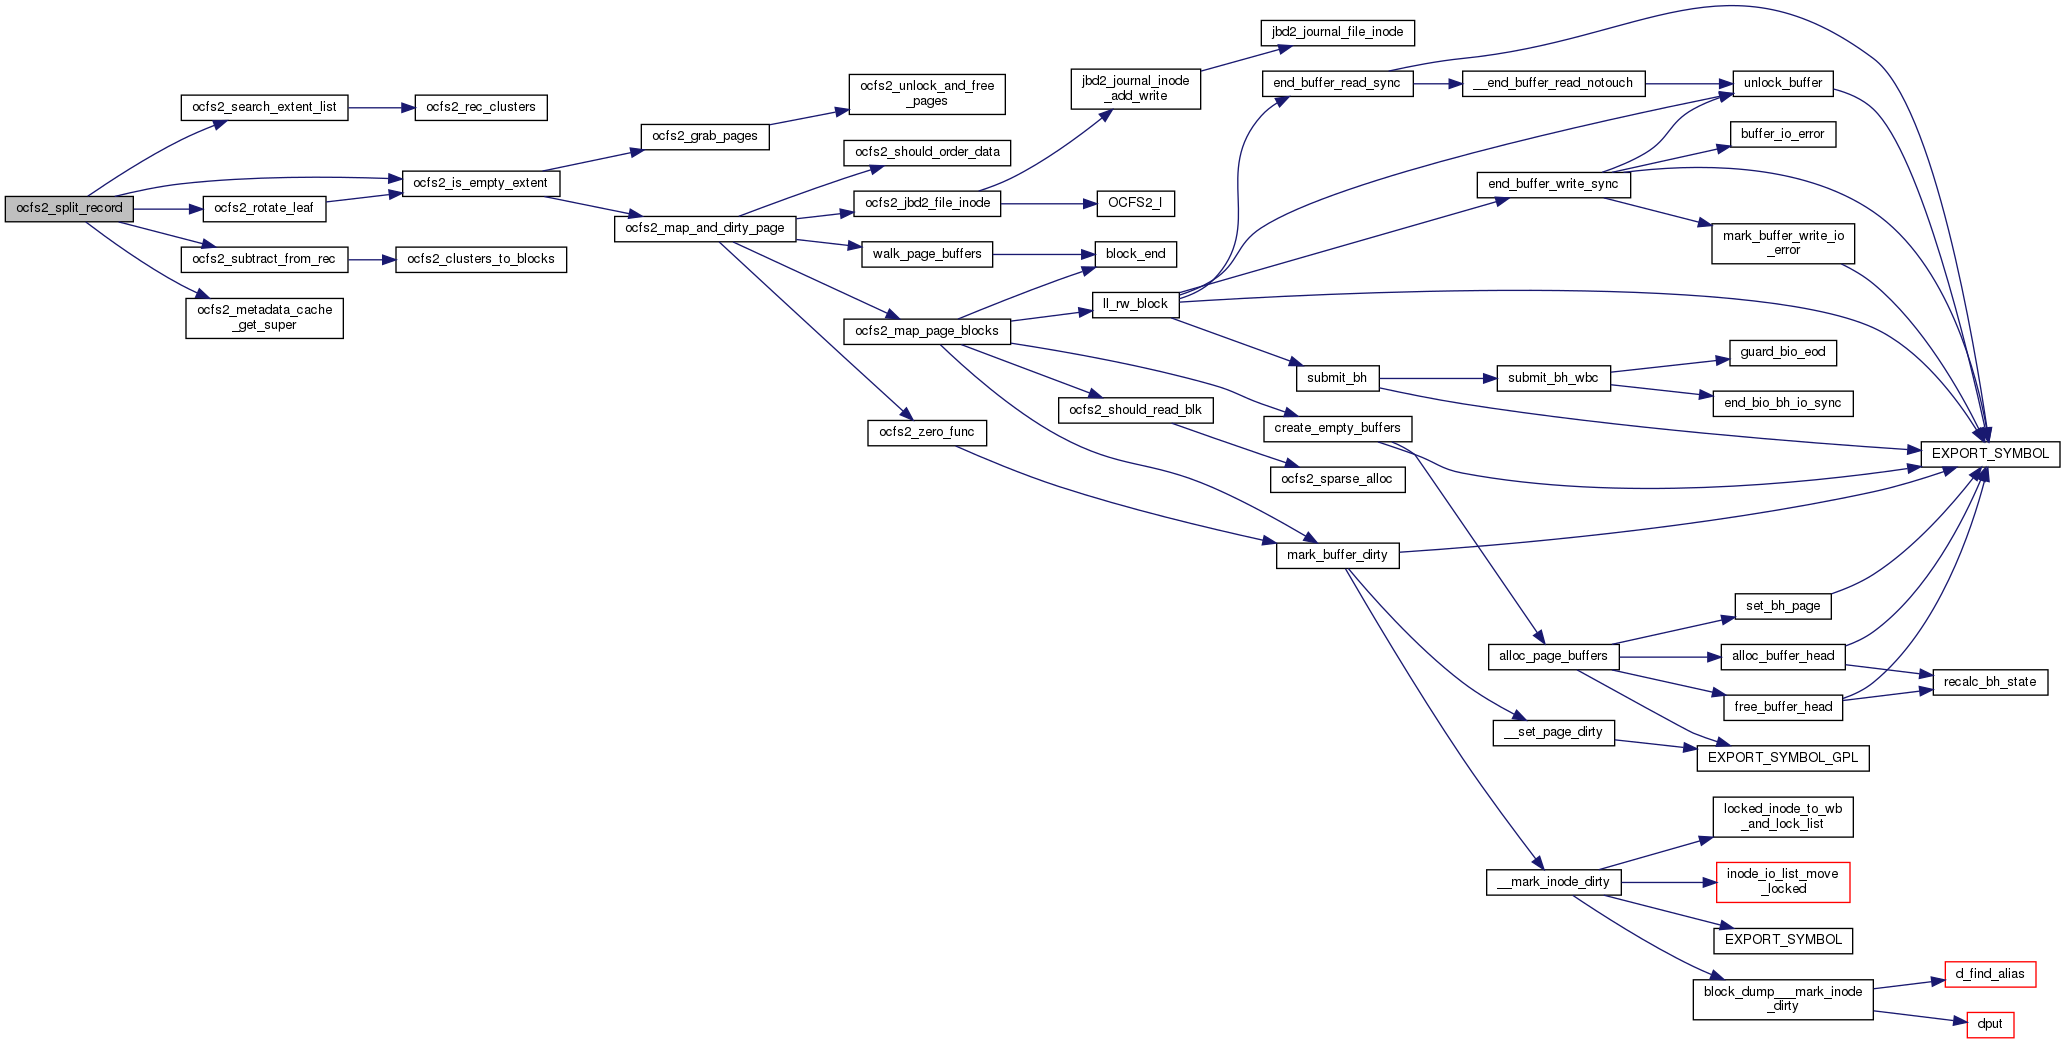 ocfs2_split_record
ocfs2_search_extent_list
ocfs2_rec_clusters
ocfs2_rotate_leaf
ocfs2_is_empty_extent
ocfs2_subtract_from_rec
ocfs2_clusters_to_blocks
ocfs2_metadata_cache
_get_super
ocfs2_grab_pages
ocfs2_unlock_and_free
_pages
ocfs2_map_and_dirty_page
ocfs2_should_order_data
ocfs2_jbd2_file_inode
jbd2_journal_inode
_add_write
jbd2_journal_file_inode
OCFS2_I
walk_page_buffers
block_end
ocfs2_map_page_blocks
ocfs2_zero_func
ll_rw_block
ocfs2_should_read_blk
ocfs2_sparse_alloc
create_empty_buffers
mark_buffer_dirty
end_buffer_read_sync
__end_buffer_read_notouch
unlock_buffer
buffer_io_error
end_buffer_write_sync
mark_buffer_write_io
_error
submit_bh
submit_bh_wbc
guard_bio_eod
end_bio_bh_io_sync
EXPORT_SYMBOL
alloc_page_buffers
set_bh_page
alloc_buffer_head
free_buffer_head
recalc_bh_state
__set_page_dirty
EXPORT_SYMBOL_GPL
__mark_inode_dirty
locked_inode_to_wb
_and_lock_list
inode_io_list_move
_locked
EXPORT_SYMBOL
block_dump___mark_inode
_dirty
d_find_alias
dput